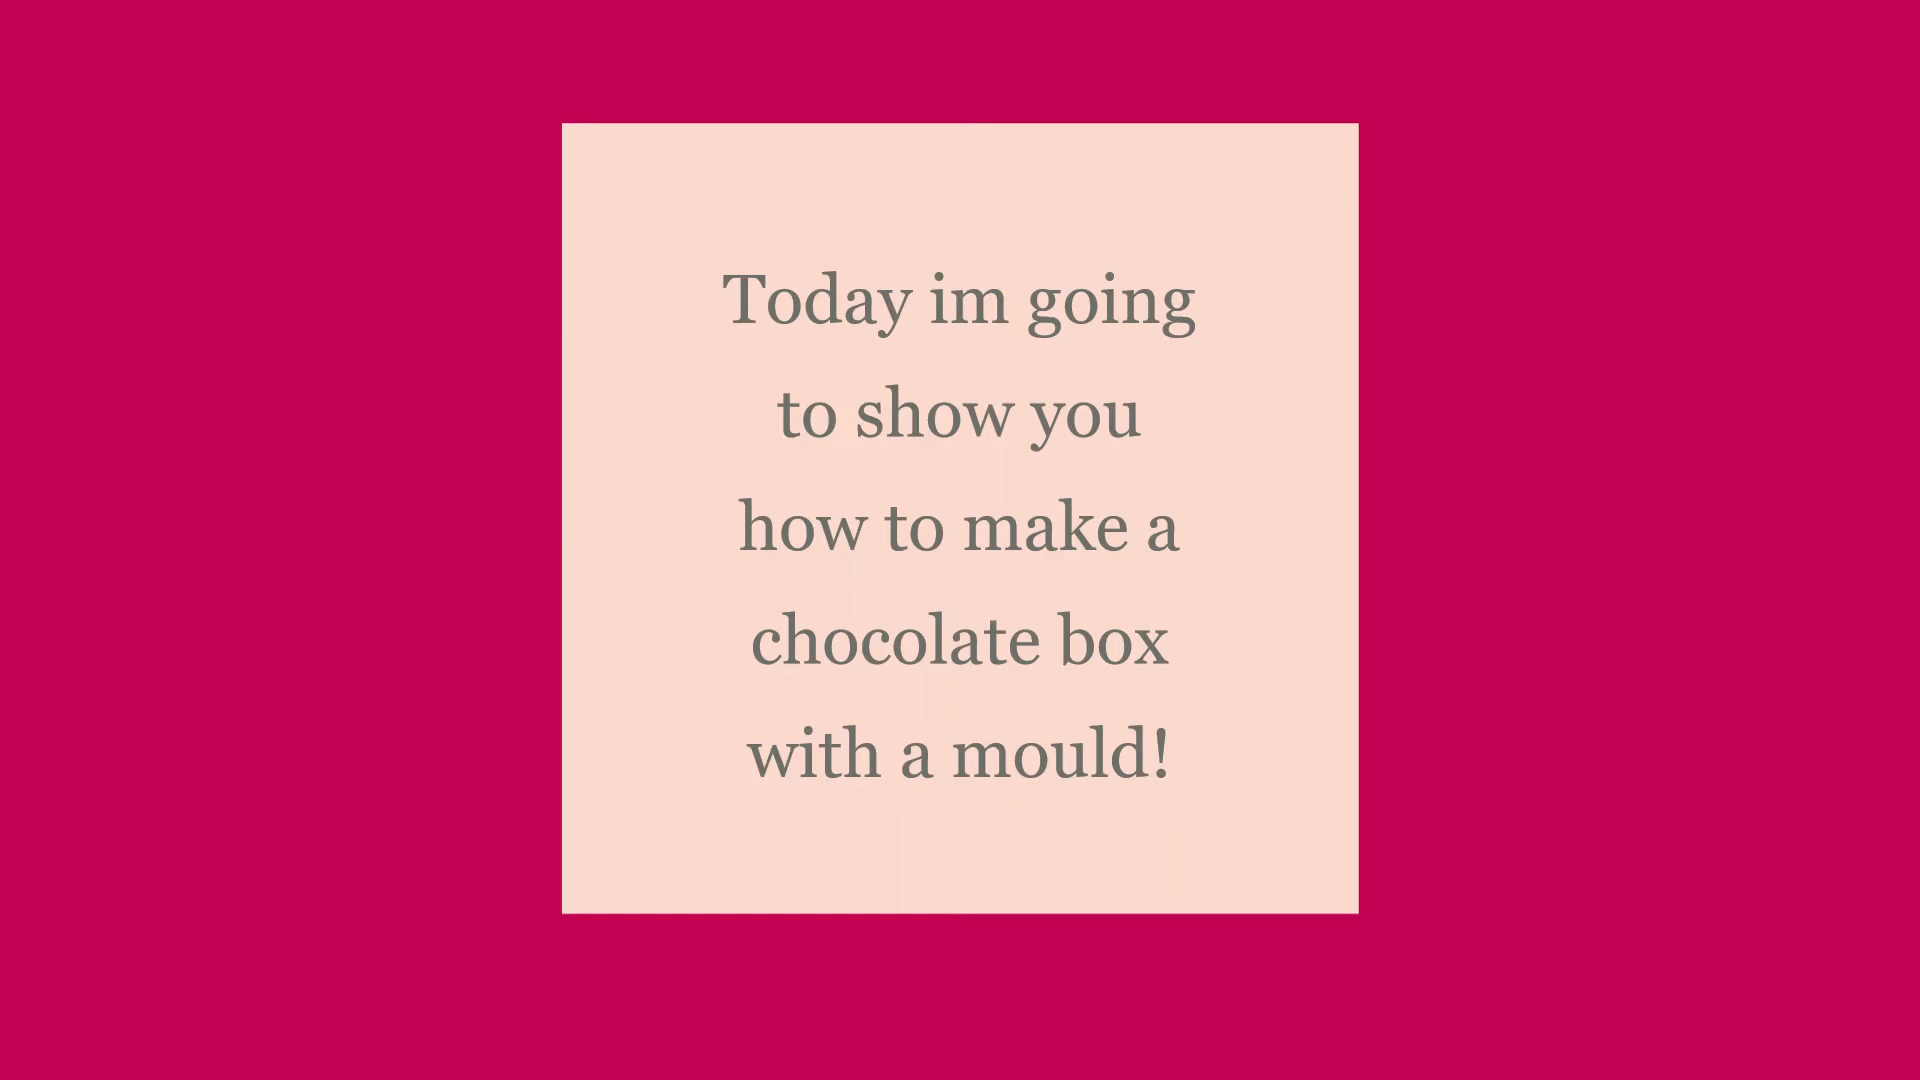 Today im going
to show you
how to make a
chocolate box
with a mould!